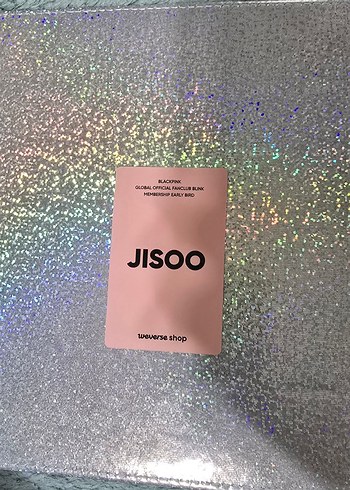 BLACKPINK
GLOBAL OFFICIAL FANCLUB BLINK
MEMBERSHIP EARLY BIRD
JISOO
weverse shop